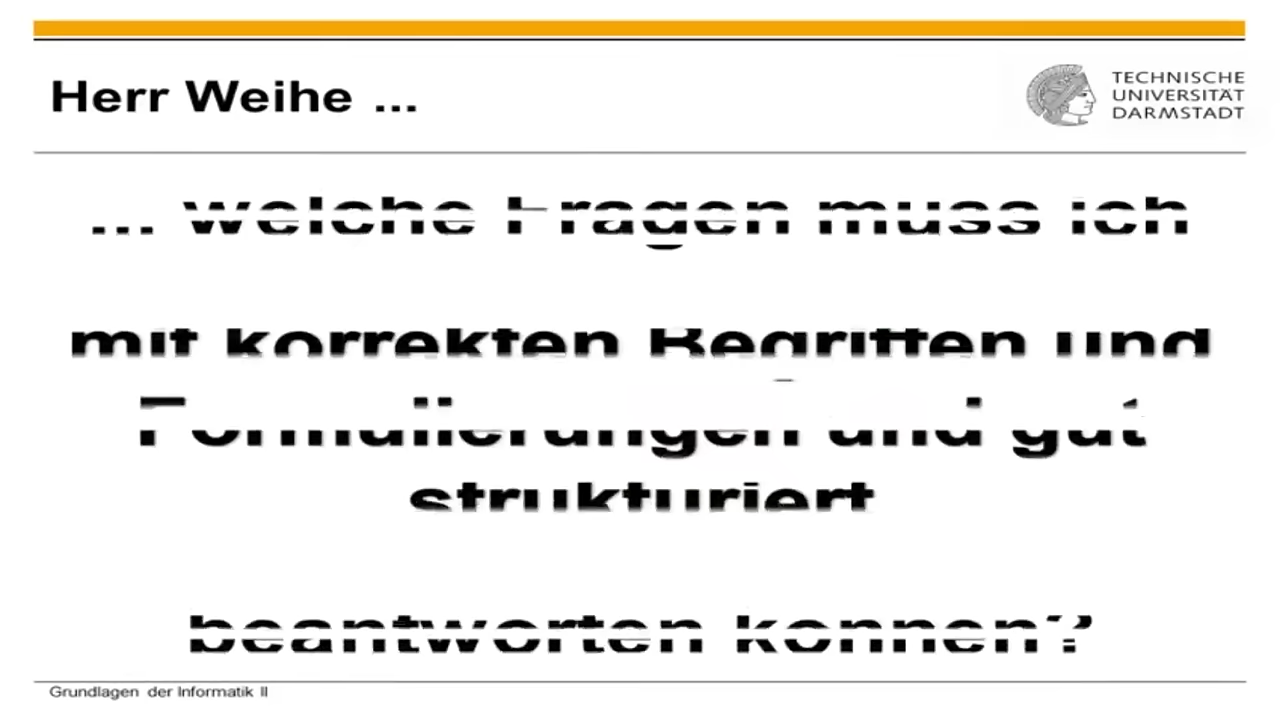 Herr Weihe ...
TECHNISCHE
UNIVERSITÄT
DARMSTADT
... welche Fragen muss ich
mit korrekten Begriffen und
Formulierungen und gut
strukturiert
beantworten können?
Grundlagen der Informatik II